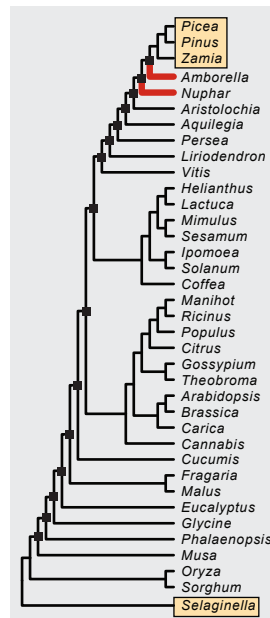 Picea
Pinus
Zamia
Amborella
Nuphar
Aristolochia
Aquilegia
Persea
Liriodendron
Vitis
Helianthus
Lactuca
Mimulus
Sesamum
Ipomoea
Solanum
Coffea
Manihot
Ricinus
Populus
Citrus
Gossypium
Theobroma
Arabidopsis
Brassica
Carica
Cannabis
Cucumis
Fragaria
Malus
Eucalyptus
Glycine
Phalaenopsis
Musa
Oryza
Sorghum
Selaginella